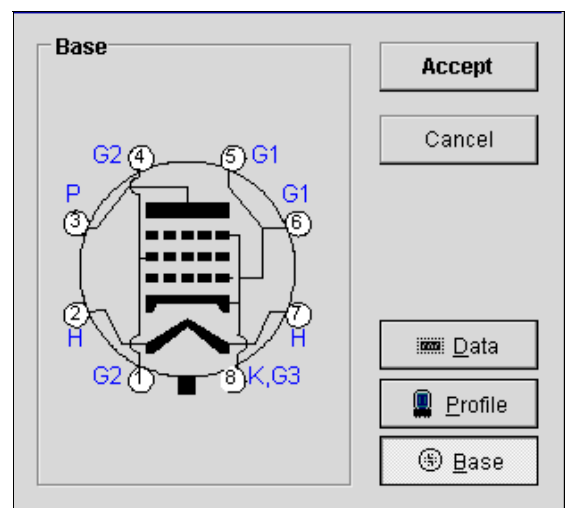 Base
Accept
Cancel
G2 4 5 G1
P G1
3 6
2 7
H H
G2 1 8 K,G3
Data
Profile
Base